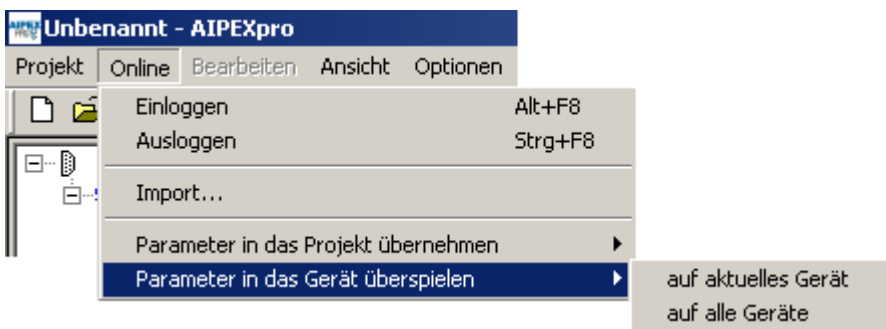 Unbenannt - AIPEXpro
Projekt Online Bearbeiten Ansicht Optionen
Einloggen Alt+F8
Ausloggen Strg+F8
Import...
Parameter in das Projekt übernehmen
Parameter in das Gerät überspielen
auf aktuelles Gerät
auf alle Geräte